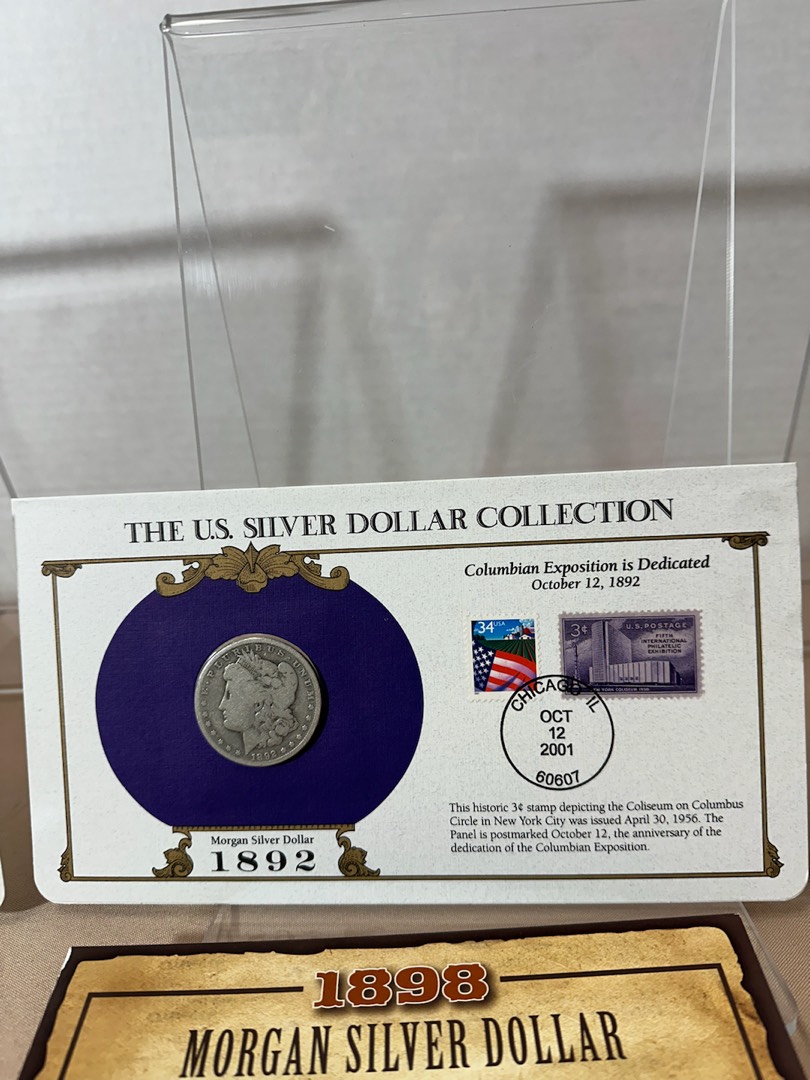 THE U.S. SILVER DOLLAR COLLECTION
Columbian Exposition is Dedicated
October 12, 1892
34 USA
3¢
U.S. POSTAGE
FIFTH
INTERNATIONAL
PHILATELIC
EXHIBITION
YORK COLISEUM 1956
CHICAGO IL
OCT
12
2001
60607
E PLURIBUS UNUM
1892
Morgan Silver Dollar
1892
This historic 3¢ stamp depicting the Coliseum on Columbus
Circle in New York City was issued April 30, 1956. The
Panel is postmarked October 12, the anniversary of the
dedication of the Columbian Exposition.
1898
MORGAN SILVER DOLLAR